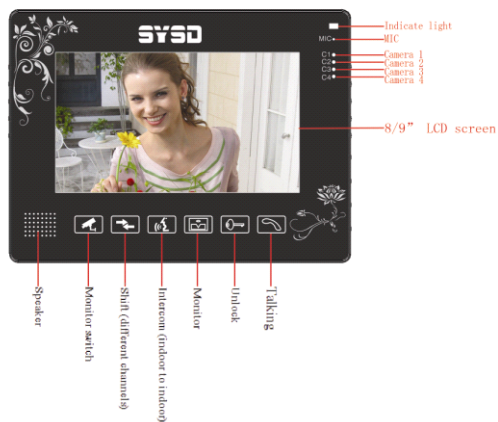 Indicate light
SYSD
MIC
MIC
C1
Camera 1
C2
Camera 2
C3
Camera 3
C4
Camera 4
8/9” LCD screen
Speaker
Monitor switch
Shift (different channels)
Intercom (indoor to indoor)
Monitor
Unlock
Talking